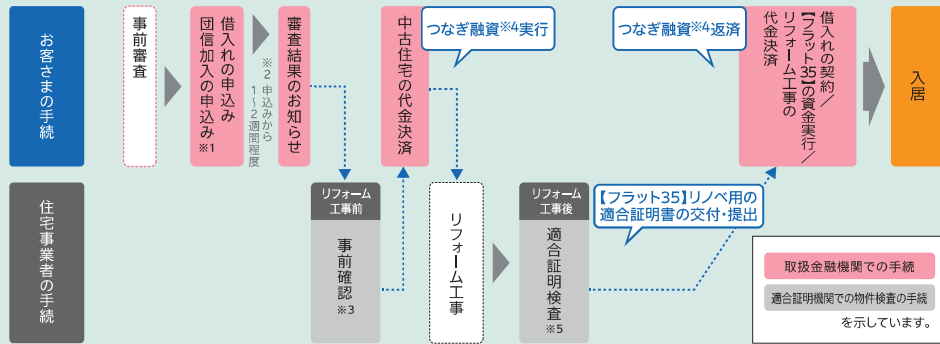 お客さまの手続
事前審査
借入れの申込み
団信加入の申込み※1
※2 申込みから
1〜2週間程度
審査結果のお知らせ
中古住宅の代金決済
つなぎ融資※4実行
つなぎ融資※4返済
借入れの契約／
【フラット35】の資金実行／
リフォーム工事の
代金決済
入居
住宅事業者の手続
リフォーム
工事前
事前確認
※3
リフォーム工事
リフォーム
工事後
適合証明検査
※5
【フラット35】リノベ用の
適合証明書の交付・提出
取扱金融機関での手続
適合証明機関での物件検査の手続
を示しています。